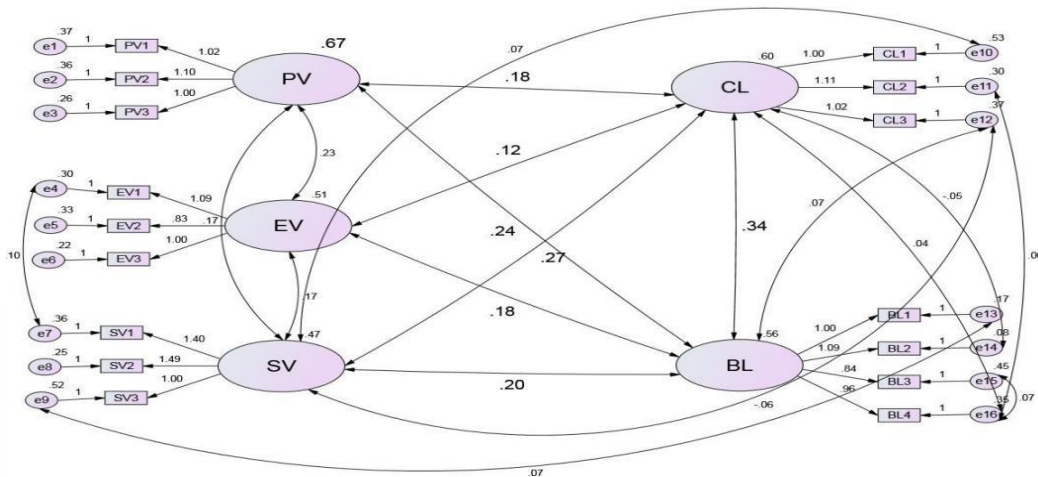 .37
e1 1 PV1
1.02
.36
e2 1 PV2
1.10
.26
e3 1 PV3
1.00
.67
PV
.07
.18
.60
CL
1.00
CL1 1 e10
.53
1.11
CL2 1 e11
.30
1.02
CL3 1 e12
.37
.23
.12
.30
e4 1 EV1
1.09
.33
e5 1 EV2
.83
.22
e6 1 EV3
1.00
.51
EV
.17
.10
.24
.27
.34
.07
-.05
.04
.17
.18
.36
e7 1 SV1
1.40
.25
e8 1 SV2
1.49
.52
e9 1 SV3
1.00
.47
SV
.20
.56
BL
1.00
BL1 1 e13
.17
1.09
BL2 1 e14
.08
.84
BL3 1 e15
.45
.96
BL4 1 e16
.35
.07
-.06
.07